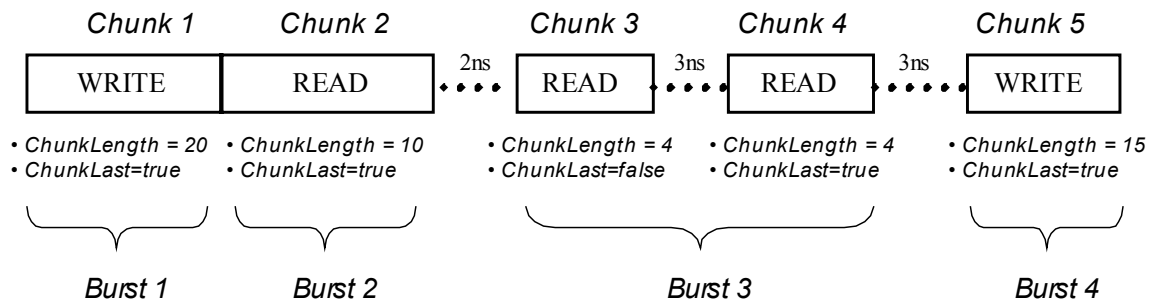 Chunk 1 Chunk 2 Chunk 3 Chunk 4 Chunk 5
WRITE READ 2ns READ 3ns READ 3ns WRITE
• ChunkLength = 20 • ChunkLength = 10 • ChunkLength = 4 • ChunkLength = 4 • ChunkLength = 15
• ChunkLast=true • ChunkLast=true • ChunkLast=false • ChunkLast=true • ChunkLast=true
Burst 1 Burst 2 Burst 3 Burst 4